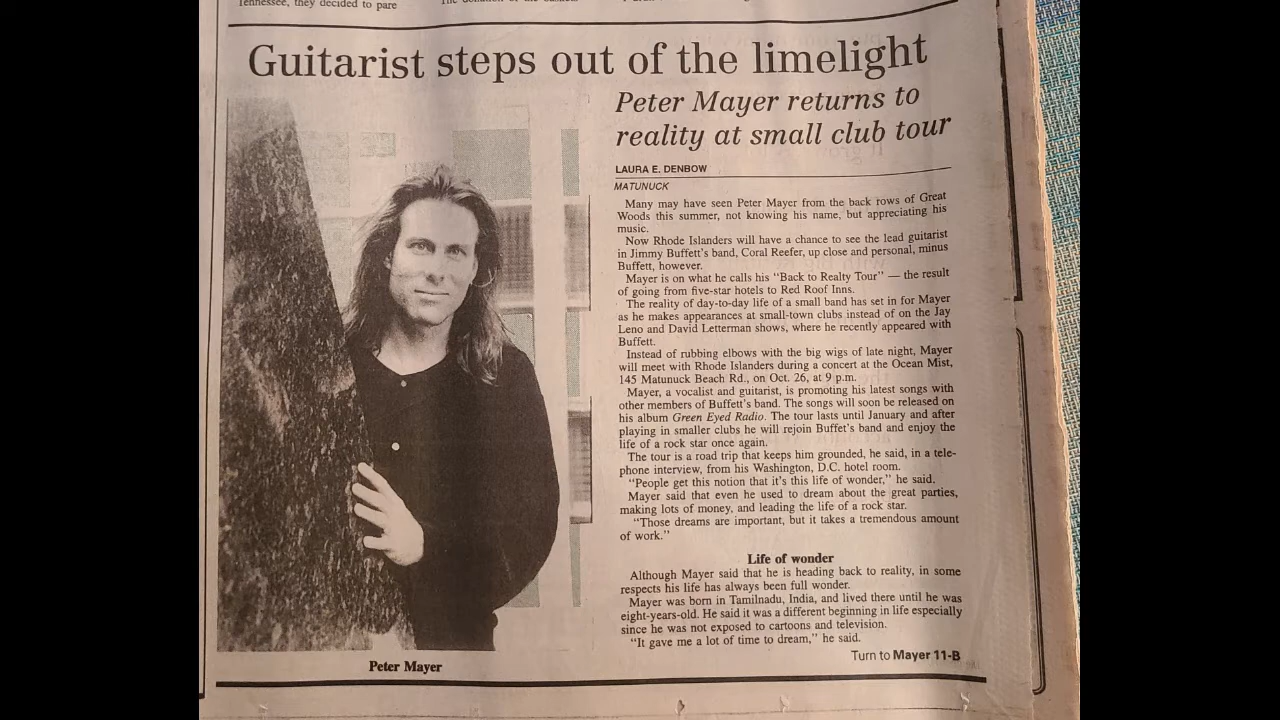 Tennessee, they decided to pare
Guitarist steps out of the limelight
Peter Mayer returns to
reality at small club tour
LAURA E. DENBOW
MATUNUCK
Many may have seen Peter Mayer from the back rows of Great
Woods this summer, not knowing his name, but appreciating his
music.
Now Rhode Islanders will have a chance to see the lead guitarist
in Jimmy Buffett's band, Coral Reefer, up close and personal, minus
Buffett, however.
Mayer is on what he calls his "Back to Realty Tour" — the result
of going from five-star hotels to Red Roof Inns.
The reality of day-to-day life of a small band has set in for Mayer
as he makes appearances at small-town clubs instead of on the Jay
Leno and David Letterman shows, where he recently appeared with
Buffett.
Instead of rubbing elbows with the big wigs of late night, Mayer
will meet with Rhode Islanders during a concert at the Ocean Mist,
145 Matunuck Beach Rd., on Oct. 26, at 9 p.m.
Mayer, a vocalist and guitarist, is promoting his latest songs with
other members of Buffett's band. The songs will soon be released on
his album Green Eyed Radio. The tour lasts until January and after
playing in smaller clubs he will rejoin Buffet's band and enjoy the
life of a rock star once again.
The tour is a road trip that keeps him grounded, he said, in a tele-
phone interview, from his Washington, D.C. hotel room.
"People get this notion that it's this life of wonder," he said.
Mayer said that even he used to dream about the great parties,
making lots of money, and leading the life of a rock star.
"Those dreams are important, but it takes a tremendous amount
of work."
Life of wonder
Although Mayer said that he is heading back to reality, in some
respects his life has always been full wonder.
Mayer was born in Tamilnadu, India, and lived there until he was
eight-years-old. He said it was a different beginning in life especially
since he was not exposed to cartoons and television.
"It gave me a lot of time to dream," he said.
Turn to Mayer 11-B
Peter Mayer